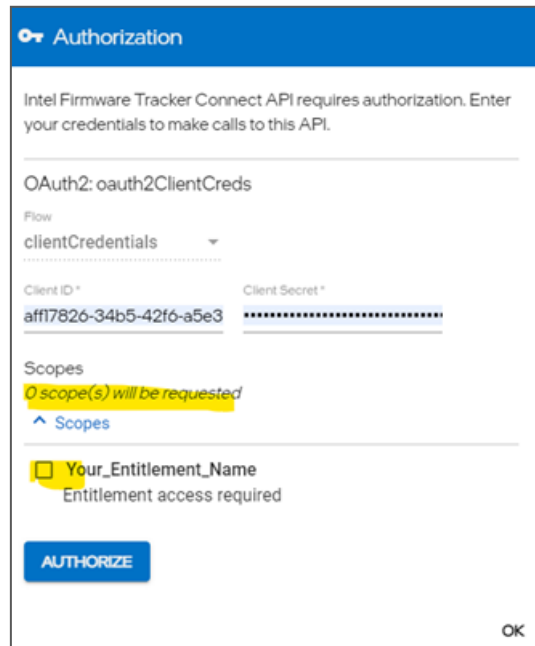 Authorization
Intel Firmware Tracker Connect API requires authorization. Enter
your credentials to make calls to this API.
OAuth2: oauth2ClientCreds
Flow
clientCredentials
Client ID * Client Secret *
aff17826-34b5-42f6-a5e3 ••••••••••••••••••••••••••••••••
Scopes
0 scope(s) will be requested
Scopes
Your_Entitlement_Name
Entitlement access required
AUTHORIZE
OK